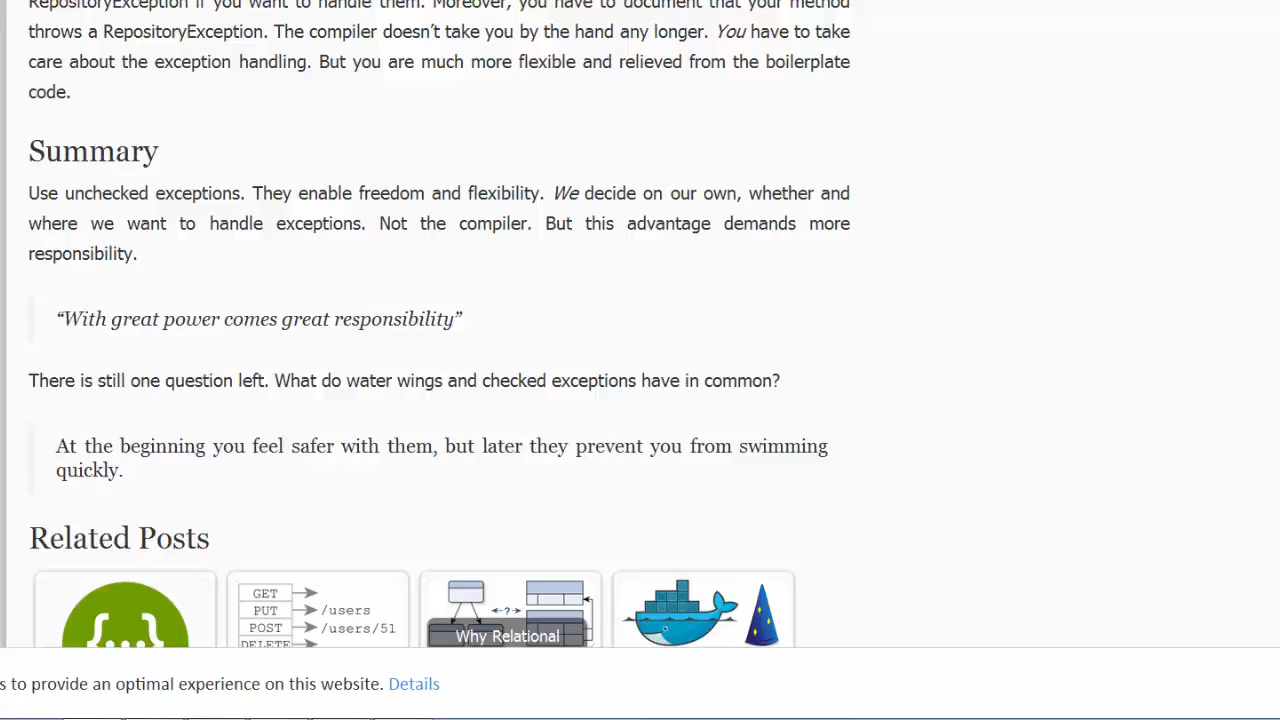 RepositoryException if you want to handle them. Moreover, you have to document that your method
throws a RepositoryException. The compiler doesn’t take you by the hand any longer. You have to take
care about the exception handling. But you are much more flexible and relieved from the boilerplate
code.
Summary
Use unchecked exceptions. They enable freedom and flexibility. We decide on our own, whether and
where we want to handle exceptions. Not the compiler. But this advantage demands more
responsibility.
“With great power comes great responsibility”
There is still one question left. What do water wings and checked exceptions have in common?
At the beginning you feel safer with them, but later they prevent you from swimming
quickly.
Related Posts
{...}
GET
PUT /users
POST /users/51
DELETE
?
Why Relational
s to provide an optimal experience on this website. Details